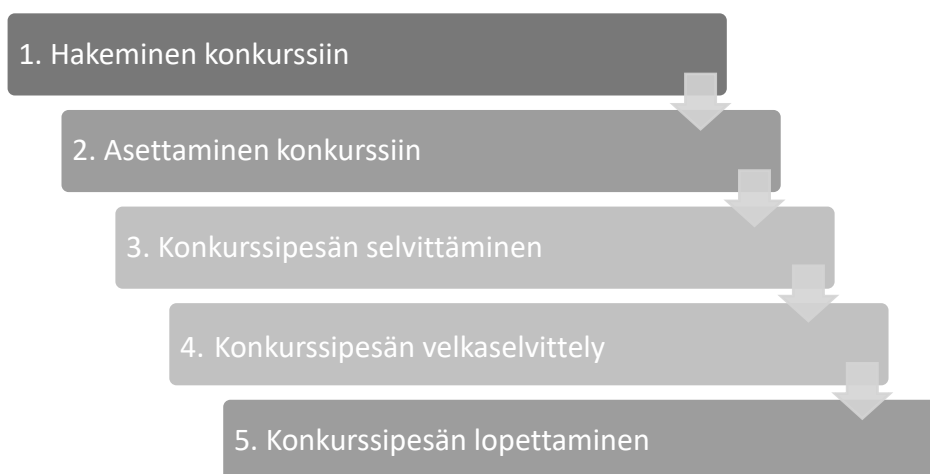 1. Hakeminen konkurssiin
2. Asettaminen konkurssiin
3. Konkurssipesän selvittäminen
4. Konkurssipesän velkaselvittely
5. Konkurssipesän lopettaminen